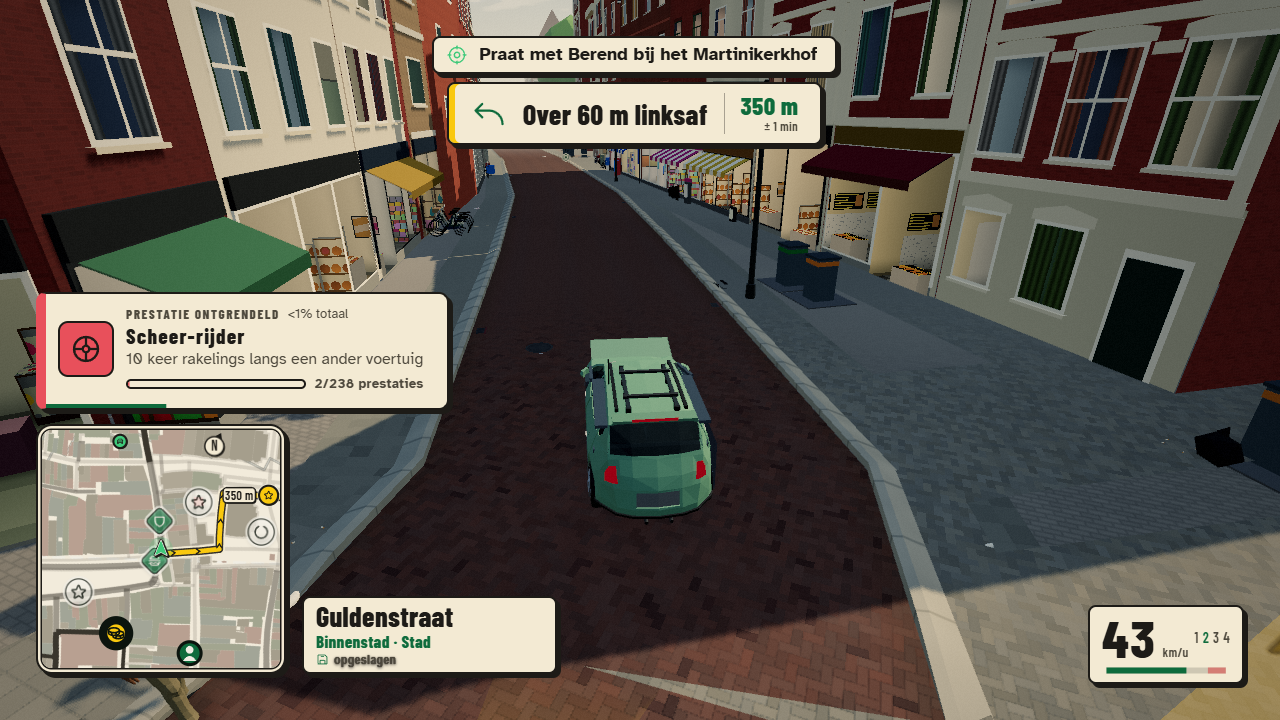 Praat met Berend bij het Martinikerkhof
Over 60 m linksaf
350 m
± 1 min
PRESTATIE ONTGRENDELD <1% totaal
Scheer-rijder
10 keer rakelings langs een ander voertuig
2/238 prestaties
N
350 m
Guldenstraat
Binnenstad · Stad
opgeslagen
43 km/u
1 2 3 4